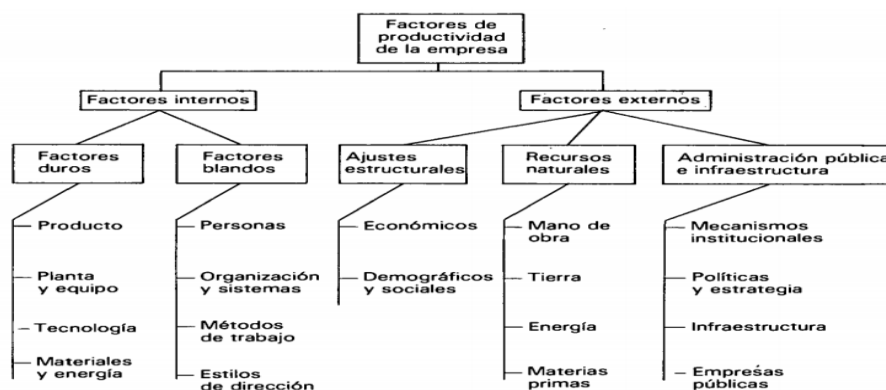 Factores de
productividad
de la empresa
Factores internos
Factores externos
Factores
duros
Factores
blandos
Ajustes
estructurales
Recursos
naturales
Administración pública
e infraestructura
Producto
Planta
y equipo
Tecnología
Materiales
y energía
Personas
Organización
y sistemas
Métodos
de trabajo
Estilos
de dirección
Económicos
Demográficos
y sociales
Mano de
obra
Tierra
Energía
Materias
primas
Mecanismos
institucionales
Políticas
y estrategia
Infraestructura
Empresas
públicas